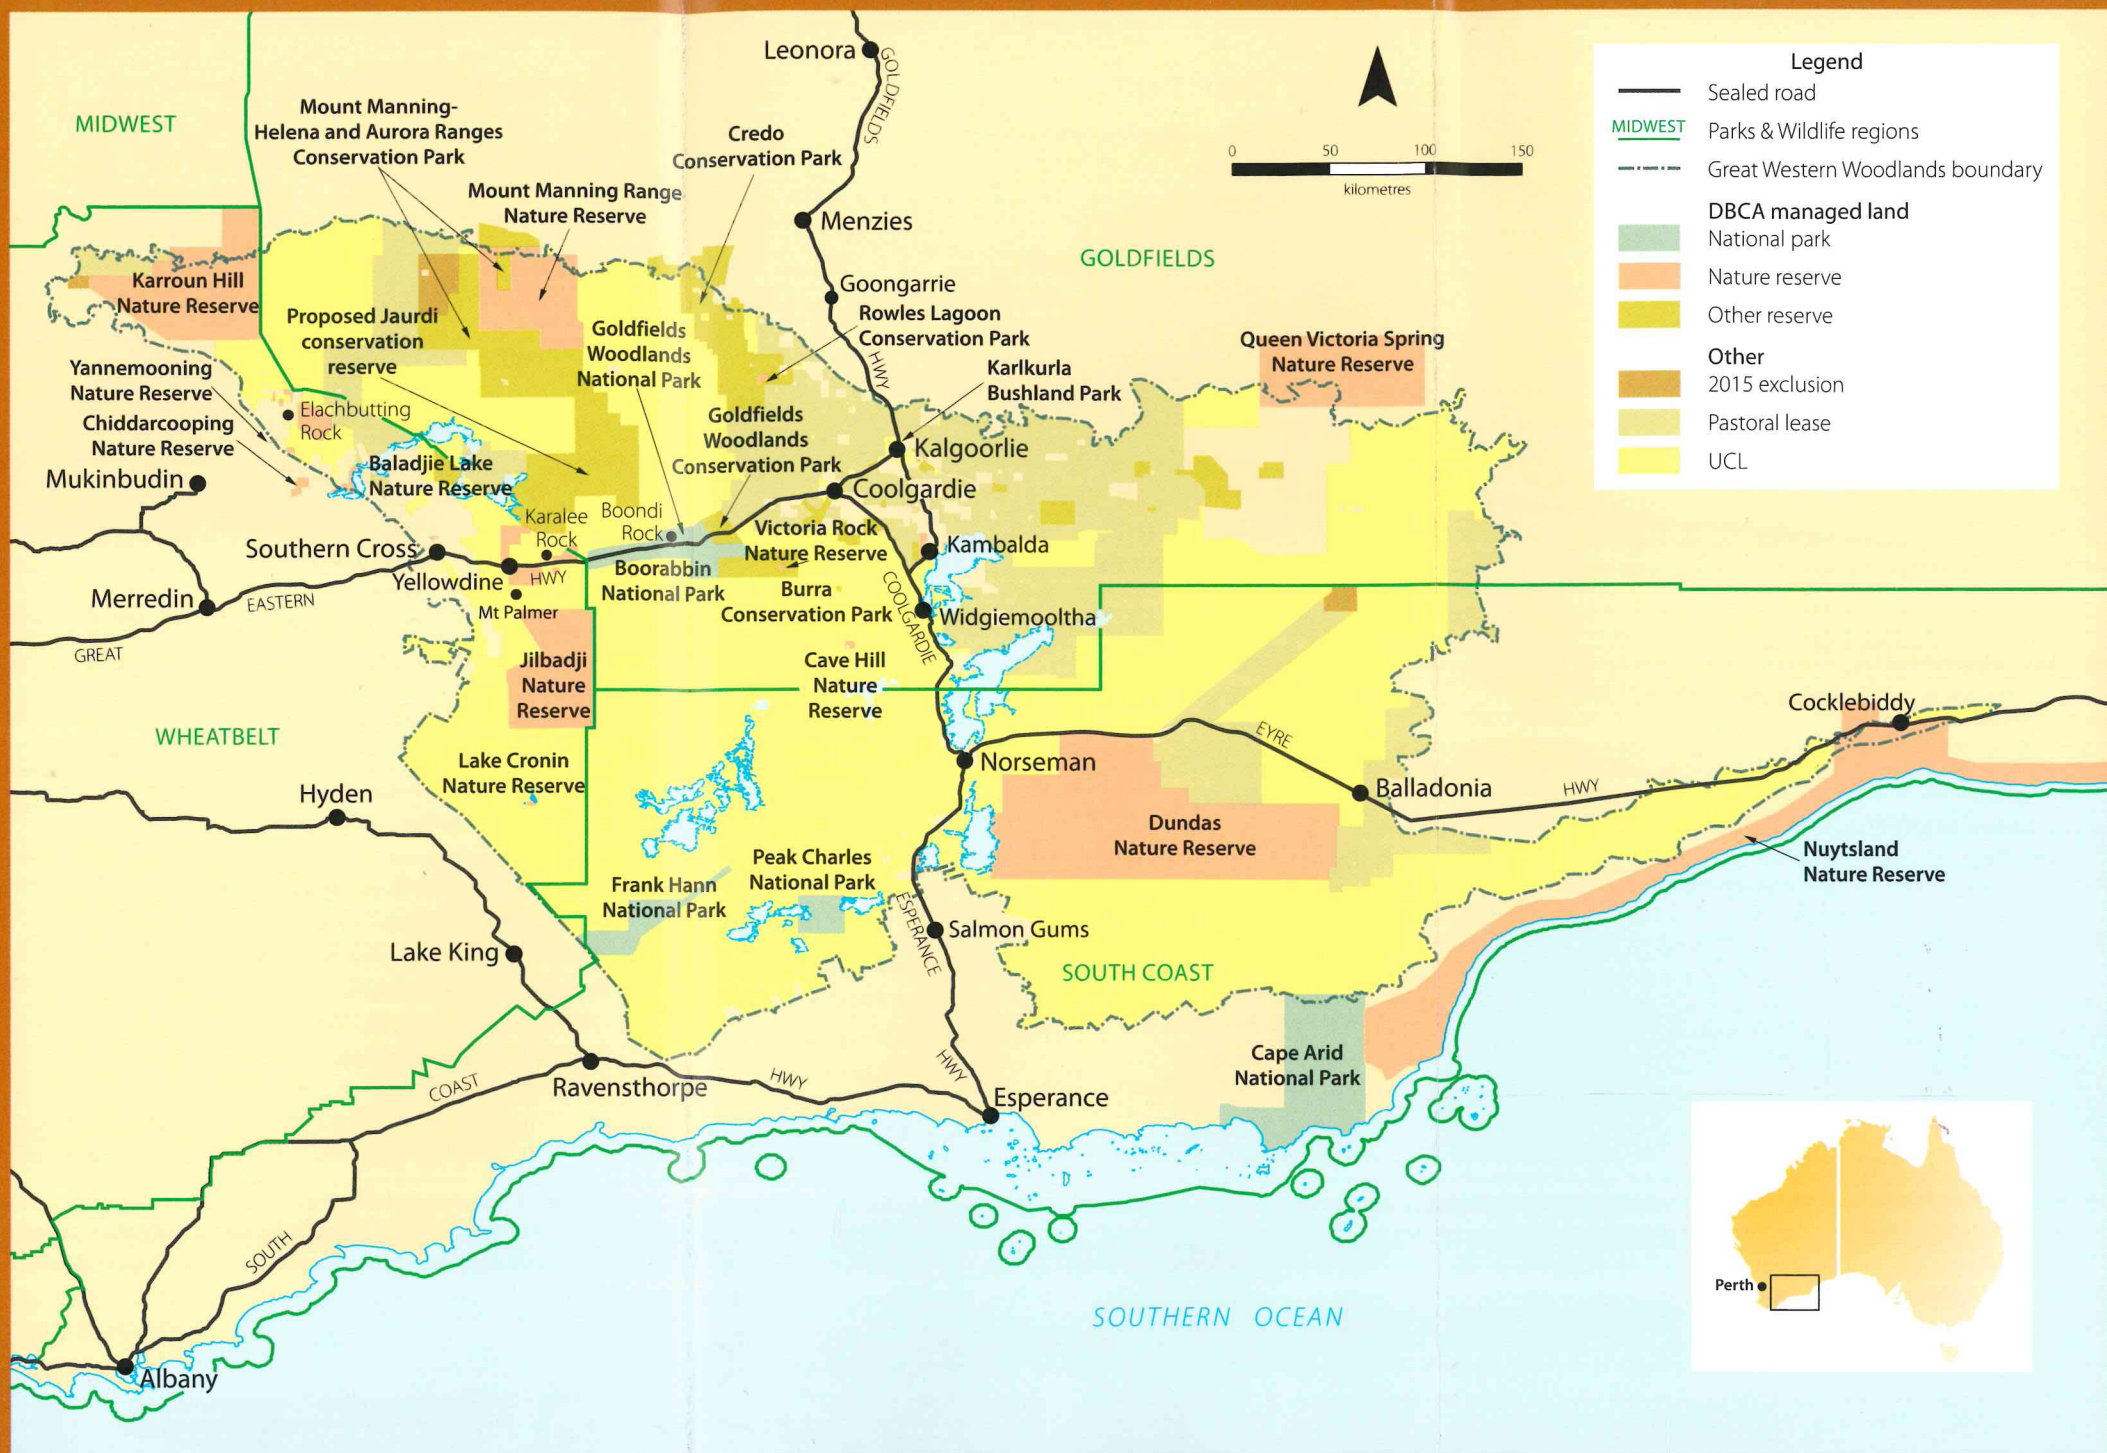 Leonora
GOLDFIELDS
HWY
MIDWEST
Mount Manning-
Helena and Aurora Ranges
Conservation Park
Credo
Conservation Park
Mount Manning Range
Nature Reserve
Menzies
GOLDFIELDS
Goongarrie
Karroun Hill
Nature Reserve
Proposed Jaurdi
conservation
reserve
Goldfields
Woodlands
National Park
Rowles Lagoon
Conservation Park
Queen Victoria Spring
Nature Reserve
Karlkurla
Bushland Park
Yannemooning
Nature Reserve
Elachbutting
Rock
Chiddarcooping
Nature Reserve
Goldfields
Woodlands
Conservation Park
Kalgoorlie
Mukinbudin
Baladjie Lake
Nature Reserve
Coolgardie
Karalee
Rock
Boondi
Rock
Victoria Rock
Nature Reserve
Southern Cross
Kambalda
Yellowdine
HWY
Boorabbin
National Park
Burra
Conservation Park
COOLGARDIE
Merredin
EASTERN
Mt Palmer
Widgiemooltha
GREAT
Jilbadji
Nature
Reserve
Cave Hill
Nature
Reserve
Cocklebiddy
WHEATBELT
EYRE
HWY
Lake Cronin
Nature Reserve
Norseman
Balladonia
Hyden
Dundas
Nature Reserve
Peak Charles
National Park
Nuytsland
Nature Reserve
Frank Hann
National Park
ESPERANCE
HWY
Salmon Gums
Lake King
SOUTH COAST
Cape Arid
National Park
Ravensthorpe
COAST
HWY
Esperance
SOUTH
Albany
SOUTHERN OCEAN
0 50 100 150
kilometres
Legend
Sealed road
MIDWEST Parks & Wildlife regions
Great Western Woodlands boundary
DBCA managed land
National park
Nature reserve
Other reserve
Other
2015 exclusion
Pastoral lease
UCL
Perth